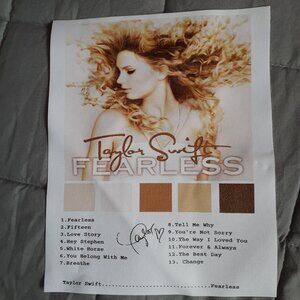 Taylor Swift
FEARLESS
1.Fearless
2.Fifteen
3.Love Story
4.Hey Stephen
5.White Horse
6.You Belong With Me
7.Breathe
Taylor
8.Tell Me Why
9.You're Not Sorry
10.The Way I Loved You
11.Forever & Always
12.The Best Day
13. Change
Taylor Swift................................Fearless